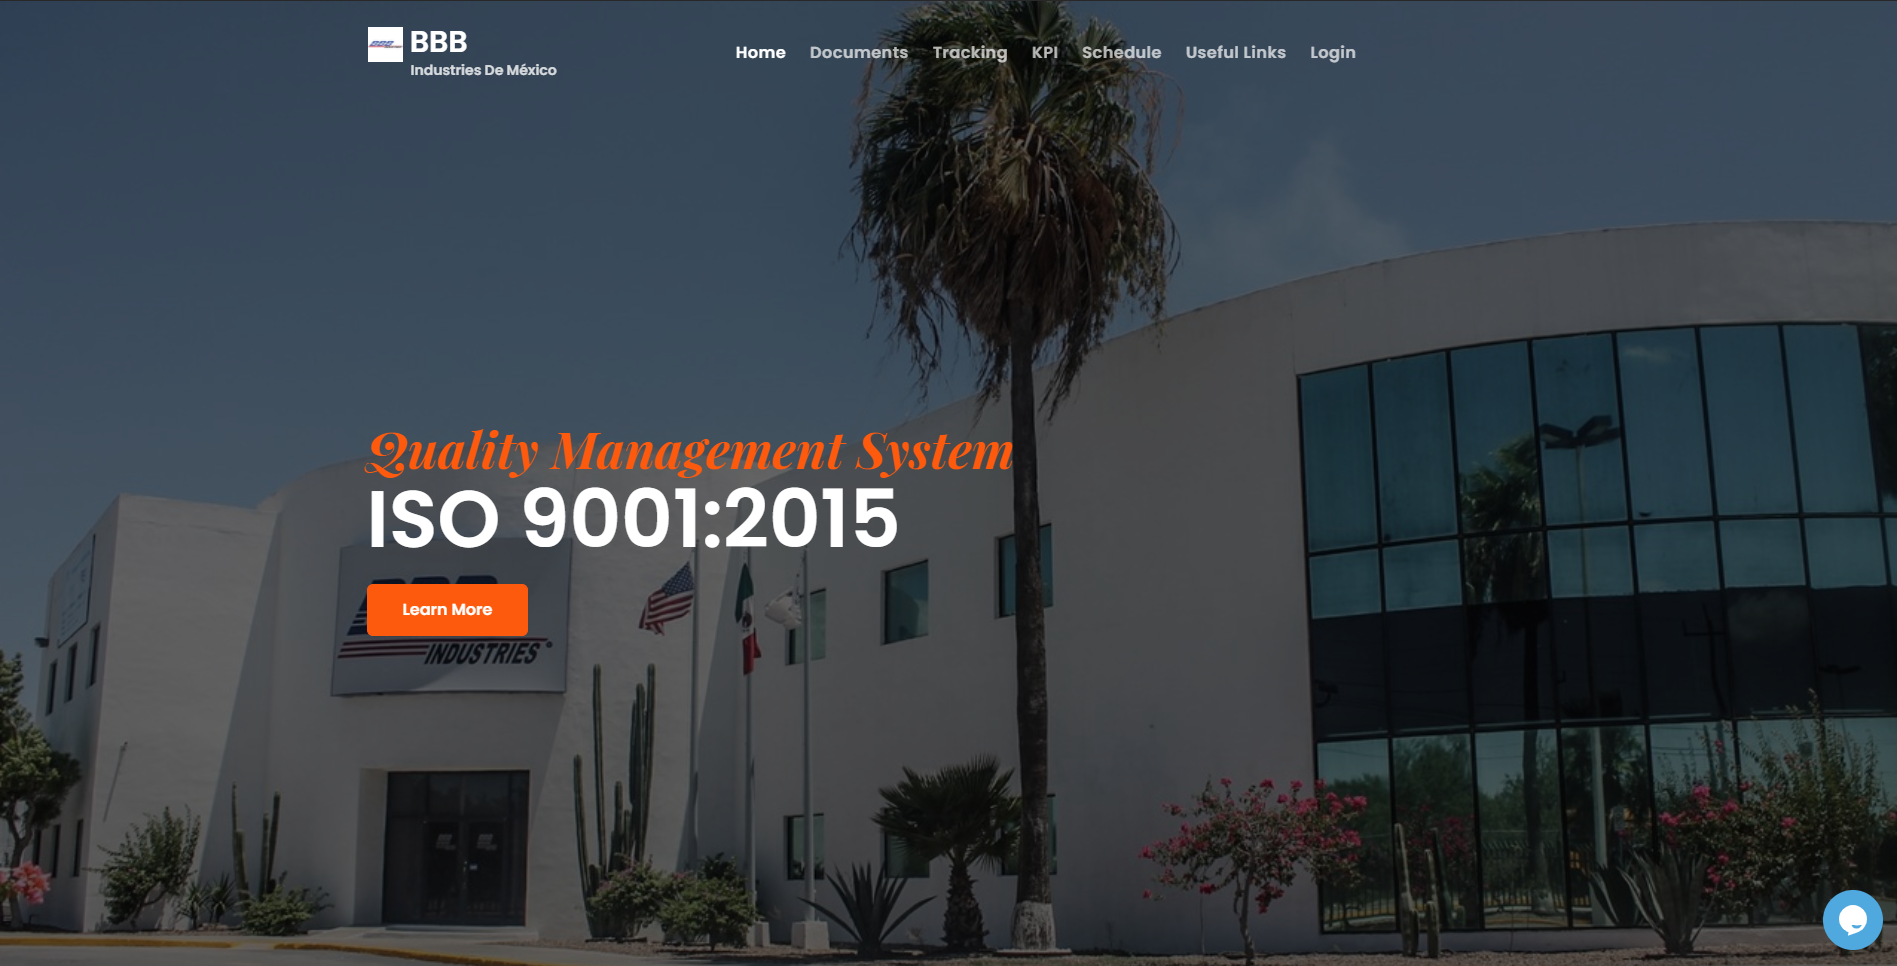 BBB
Industries De México
Home
Documents
Tracking
KPI
Schedule
Useful Links
Login
Quality Management System
ISO 9001:2015
Learn More
INDUSTRIES